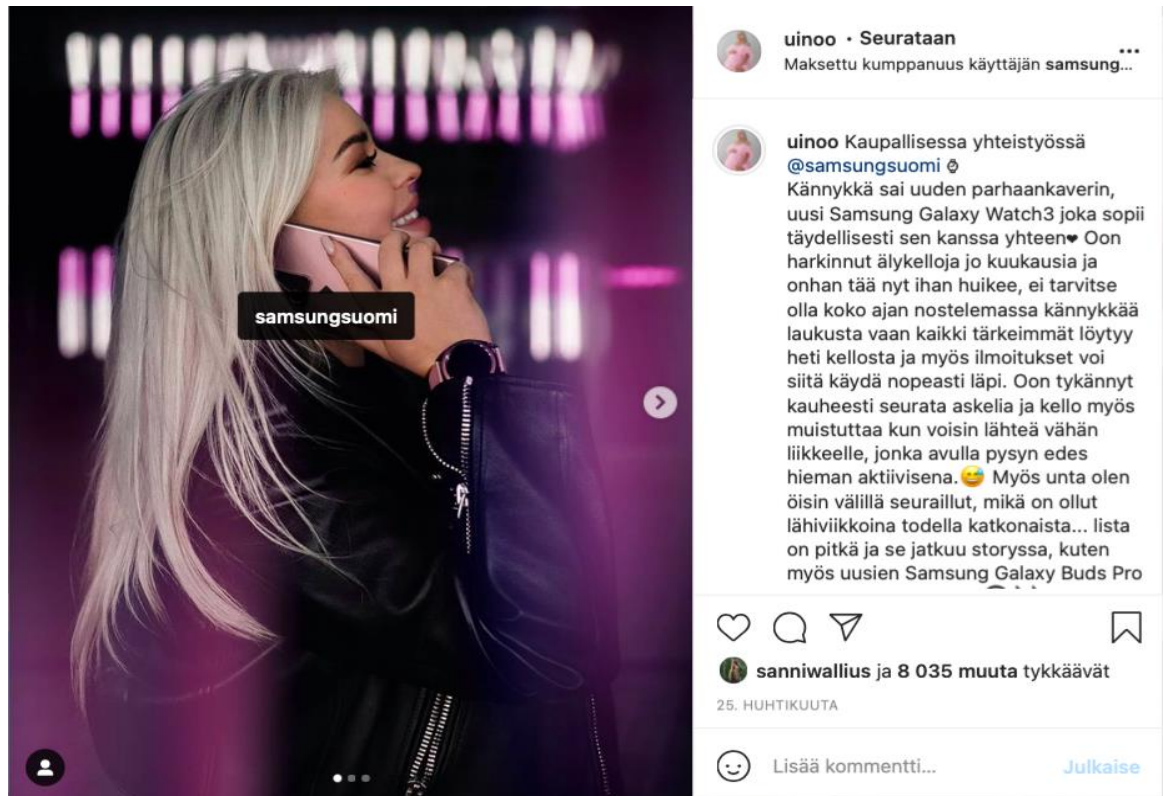 uinoo • Seurataan
Maksettu kumppanuus käyttäjän samsung...
uinoo Kaupallisessa yhteistyössä
@samsungsuomi ⌚
Kännykkä sai uuden parhaankaverin,
uusi Samsung Galaxy Watch3 joka sopii
täydellisesti sen kanssa yhteen❤ Oon
harkinnut älykelloja jo kuukausia ja
onhan tää nyt ihan huikee, ei tarvitse
olla koko ajan nostelemassa kännykkää
laukusta vaan kaikki tärkeimmät löytyy
heti kellosta ja myös ilmoitukset voi
siitä käydä nopeasti läpi. Oon tykännyt
kauheesti seurata askelia ja kello myös
muistuttaa kun voisin lähteä vähän
liikkeelle, jonka avulla pysyn edes
hieman aktiivisena.😅 Myös unta olen
öisin välillä seuraillut, mikä on ollut
lähiviikkoina todella katkonaista... lista
on pitkä ja se jatkuu storyssa, kuten
myös uusien Samsung Galaxy Buds Pro
samsungsuomi
sanniwallius ja 8 035 muuta tykkäävät
25. HUHTIKUUTA
Lisää kommentti...
Julkaise